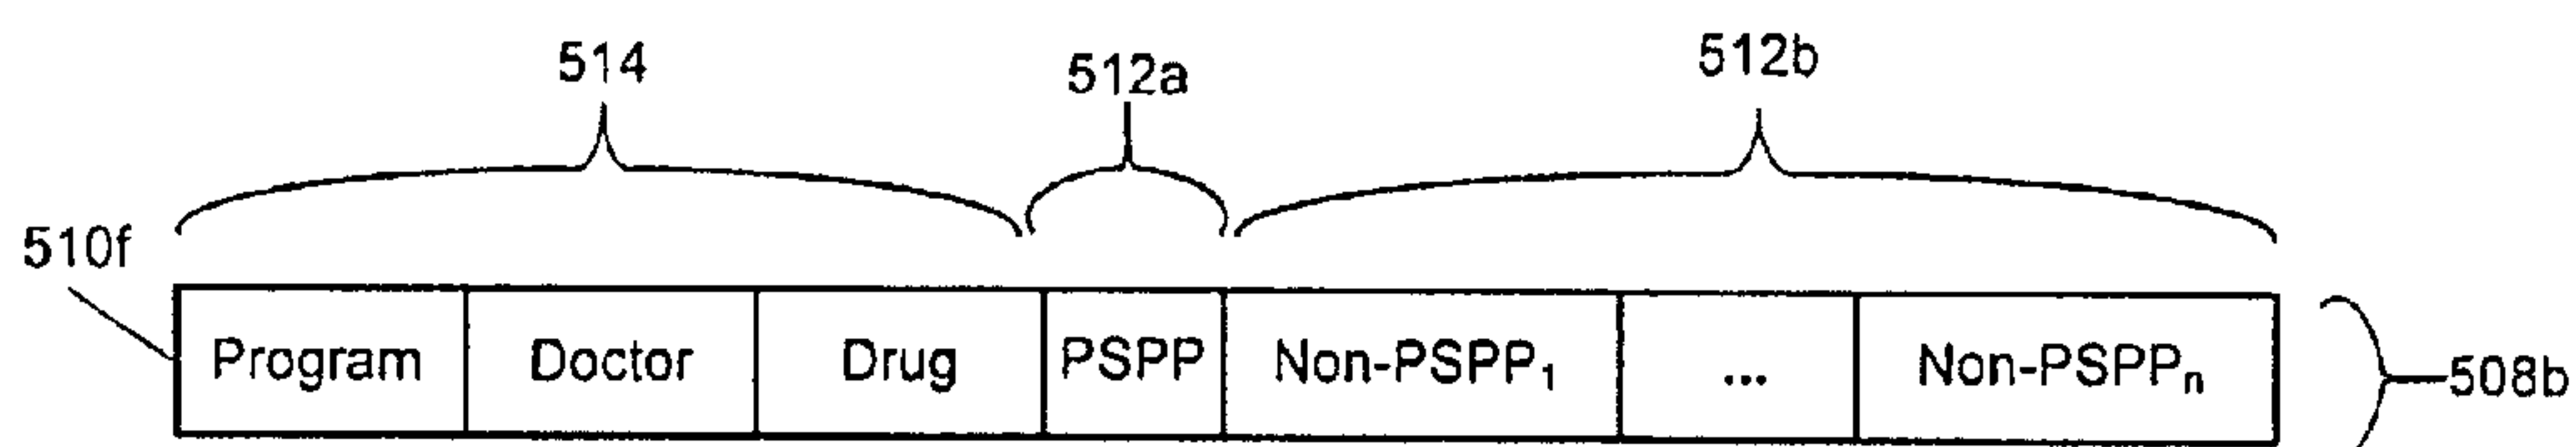 514 512a 512b
510f
Program Doctor Drug PSPP Non-PSPP₁ ... Non-PSPPₙ 508b